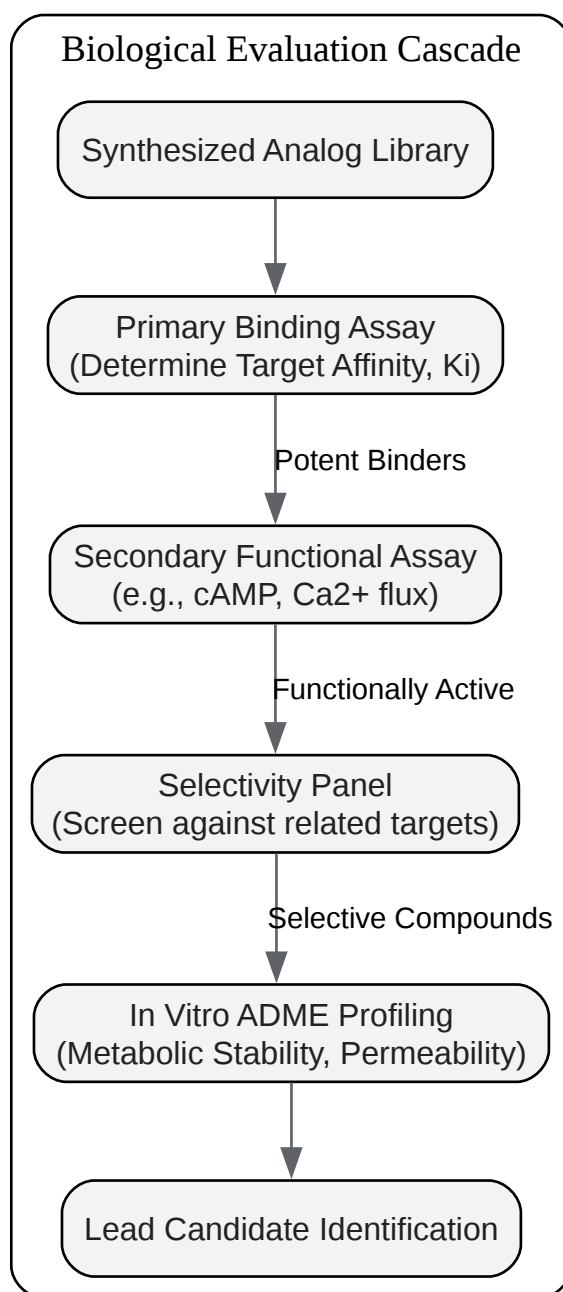 Biological Evaluation Cascade
Synthesized Analog Library
Primary Binding Assay
(Determine Target Affinity, Ki)
Potent Binders
Secondary Functional Assay
(e.g., cAMP, Ca2+ flux)
Functionally Active
Selectivity Panel
(Screen against related targets)
Selective Compounds
In Vitro ADME Profiling
(Metabolic Stability, Permeability)
Lead Candidate Identification